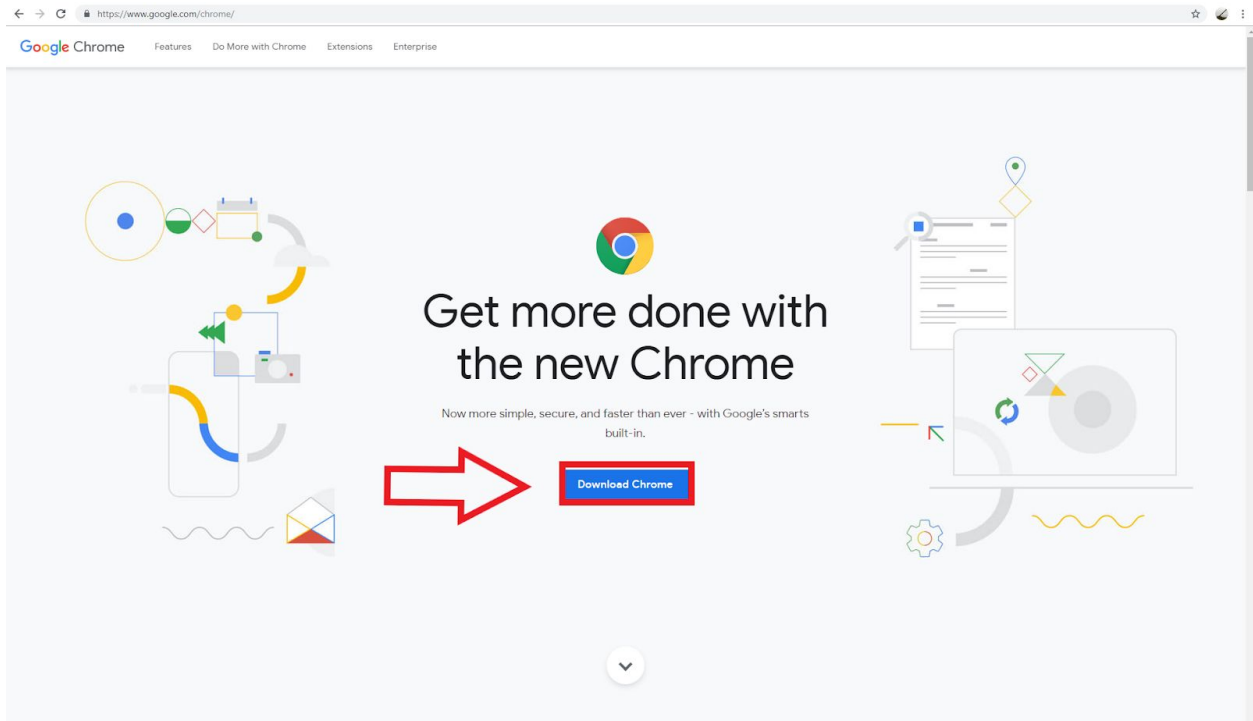 https://www.google.com/chrome/
Google Chrome Features Do More with Chrome Extensions Enterprise
Get more done with
the new Chrome
Now more simple, secure, and faster than ever - with Google's smarts
built-in.
Download Chrome